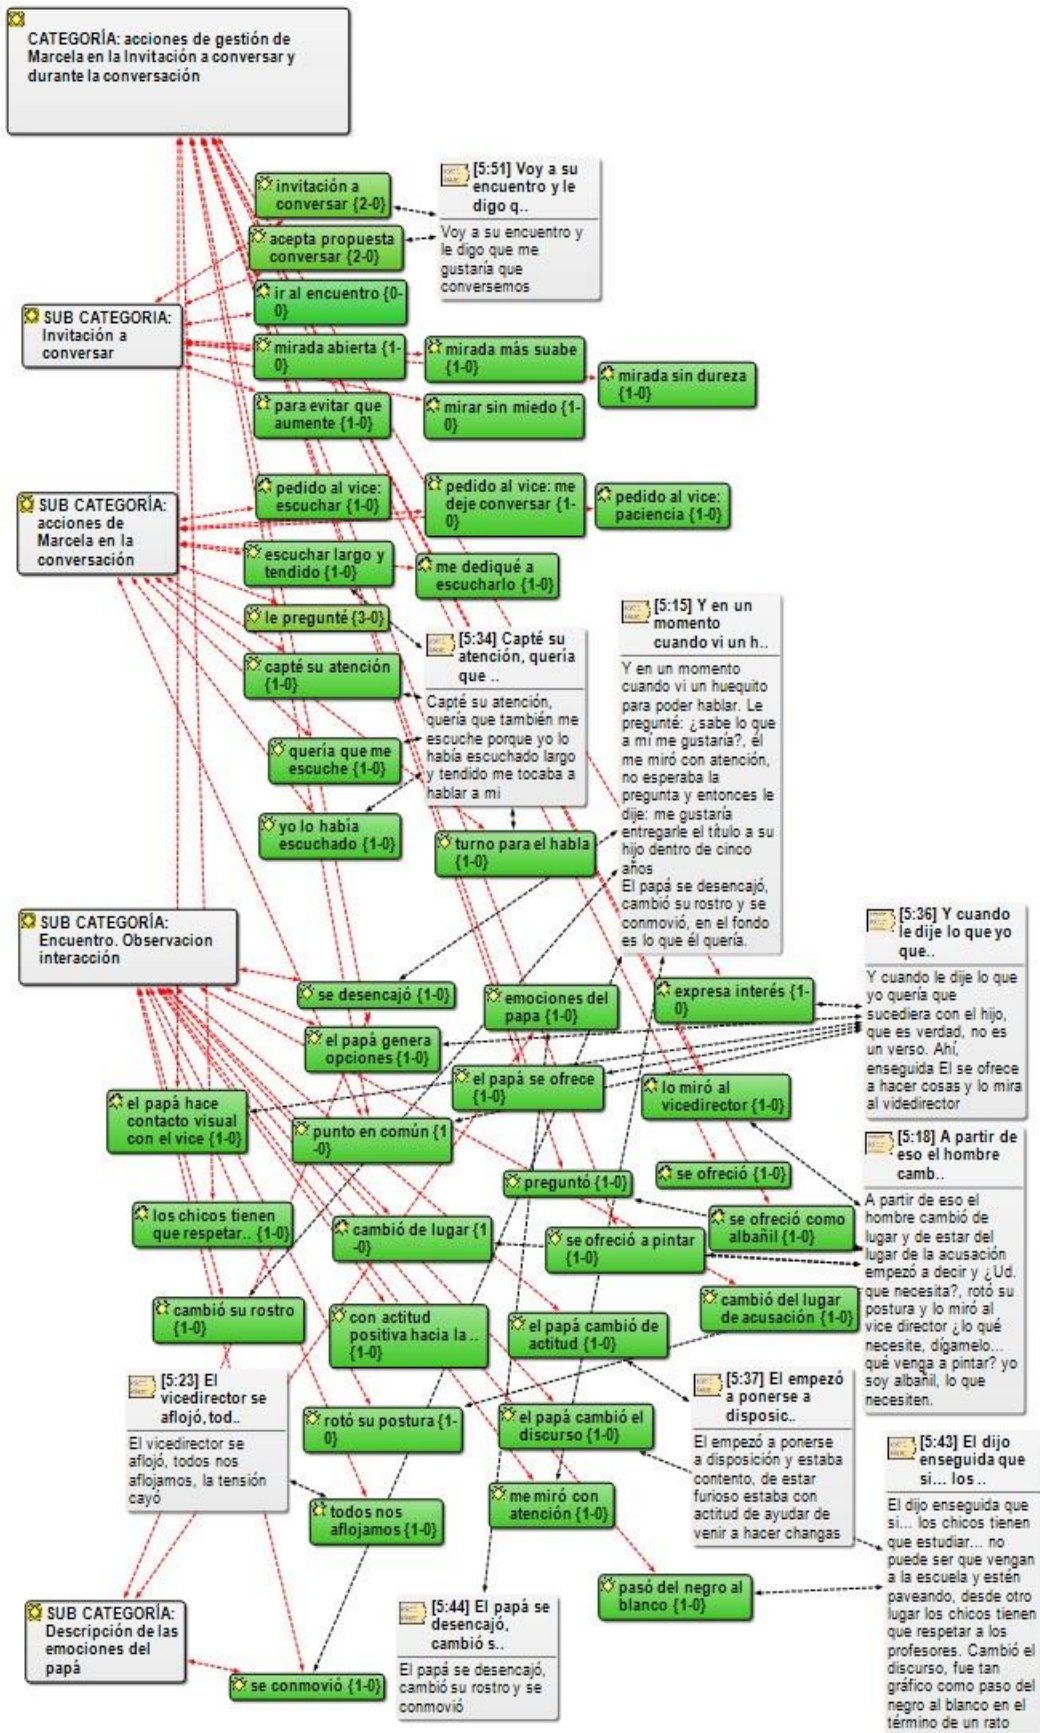 CATEGORÍA: acciones de gestión de
Marcela en la Invitación a conversar y
durante la conversación
invitación a
conversar {2-0}
[5:51] Voy a su
encuentro y le
digo q..
Voy a su encuentro y
le digo que me
gustaría que
conversemos
acepta propuesta
conversar {2-0}
ir al encuentro {0-
0}
SUB CATEGORIA:
Invitación a
conversar
mirada abierta {1-
0}
mirada más suabe
{1-0}
mirada sin dureza
{1-0}
para evitar que
aumente {1-0}
mirar sin miedo {1-
0}
SUB CATEGORÍA:
acciones de
Marcela en la
conversación
pedido al vice:
escuchar {1-0}
pedido al vice: me
deje conversar {1-
0}
pedido al vice:
paciencia {1-0}
escuchar largo y
tendido {1-0}
me dediqué a
escucharlo {1-0}
le pregunté {3-0}
[5:34] Capté su
atención, quería
que ..
Capté su atención,
quería que también me
escuche porque yo lo
había escuchado largo
y tendido me tocaba a
hablar a mi
[5:15] Y en un
momento
cuando vi un h..
Y en un momento
cuando vi un huequito
para poder hablar. Le
pregunté: ¿sabe lo que
a mí me gustaría?, él
me miró con atención,
no esperaba la
pregunta y entonces le
dije: me gustaría
entregarle el título a su
hijo dentro de cinco
años
El papá se desencajó,
cambió su rostro y se
conmovió, en el fondo
es lo que él quería.
capté su atención
{1-0}
quería que me
escuche {1-0}
yo lo había
escuchado {1-0}
turno para el habla
{1-0}
SUB CATEGORÍA:
Encuentro. Observacion
interacción
[5:36] Y cuando
le dije lo que yo
que..
Y cuando le dije lo que
yo quería que
sucediera con el hijo,
que es verdad, no es
un verso. Ahí,
enseguida El se ofrece
a hacer cosas y lo mira
al videdirector
se desencajó {1-0}
emociones del
papa {1-0}
expresa interés {1-
0}
el papá genera
opciones {1-0}
el papá se ofrece
{1-0}
lo miró al
vicedirector {1-0}
el papá hace
contacto visual
con el vice {1-0}
punto en común {1
-0}
[5:18] A partir de
eso el hombre
camb..
A partir de eso el
hombre cambió de
lugar y de estar del
lugar de la acusación
empezó a decir y ¿Ud.
que necesita?, rotó su
postura y lo miró al
vice director ¿lo qué
necesite, dígamelo...
qué venga a pintar? yo
soy albañil, lo que
necesiten.
preguntó {1-0}
se ofreció {1-0}
los chicos tienen
que respetar.. {1-0}
cambió de lugar {1
-0}
se ofreció a pintar
{1-0}
se ofreció como
albañil {1-0}
cambió su rostro
{1-0}
con actitud
positiva hacia la ..
{1-0}
el papá cambió de
actitud {1-0}
cambió del lugar
de acusación {1-0}
[5:23] El
vicedirector se
aflojó, tod..
El vicedirector se
aflojó, todos nos
aflojamos, la tensión
cayó
rotó su postura {1-
0}
el papá cambió el
discurso {1-0}
[5:37] El empezó
a ponerse a
disposic..
El empezó a ponerse
a disposición y estaba
contento, de estar
furioso estaba con
actitud de ayudar de
venir a hacer changas
[5:43] El dijo
enseguida que
si... los ..
El dijo enseguida que
si... los chicos tienen
que estudiar... no
puede ser que vengan
a la escuela y estén
paveando, desde otro
lugar los chicos tienen
que respetar a los
profesores. Cambió el
discurso, fue tan
gráfico como paso del
negro al blanco en el
término de un rato
todos nos
aflojamos {1-0}
me miró con
atención {1-0}
pasó del negro al
blanco {1-0}
SUB CATEGORÍA:
Descripción de las
emociones del
papá
[5:44] El papá se
desencajó,
cambió s..
El papá se desencajó,
cambió su rostro y se
conmovió
se conmovió {1-0}